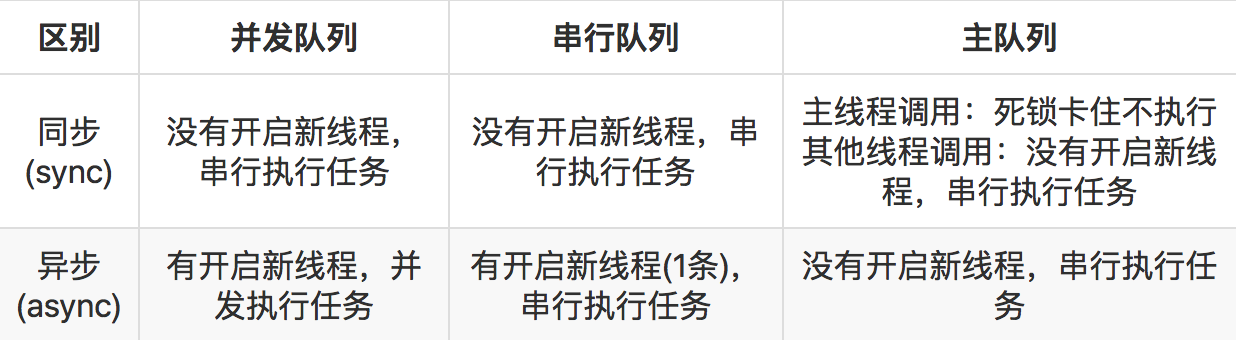 区别
并发队列
串行队列
主队列
同步
(sync)
没有开启新线程，
串行执行任务
没有开启新线程，串
行执行任务
主线程调用：死锁卡住不执行
其他线程调用：没有开启新线
程，串行执行任务
异步
(async)
有开启新线程，并
发执行任务
有开启新线程(1条)，
串行执行任务
没有开启新线程，串行执行任
务